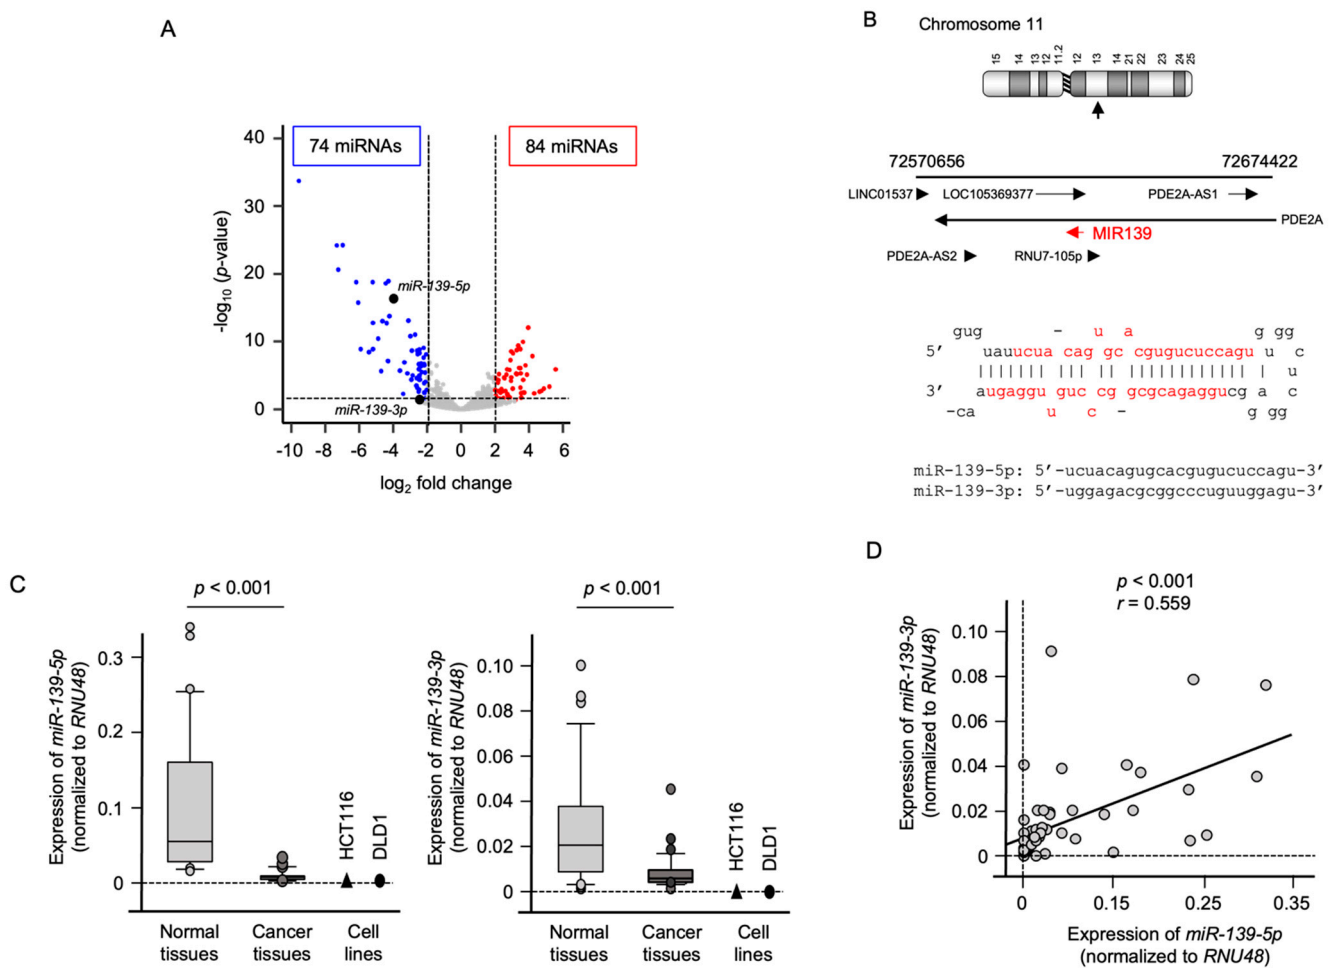 A
74 miRNAs
84 miRNAs
40
30
20
10
0
-log10 (p-value)
miR-139-5p
miR-139-3p
-10 -8 -6 -4 -2 0 2 4 6
log2 fold change
B
Chromosome 11
15 14 13 12 11.2 12 13 14 21 22 23 24 25
72570656 72674422
LINC01537 LOC105369377 PDE2A-AS1
PDE2A
MIR139
PDE2A-AS2 RNU7-105p
gug – u a g gg
5′ uauucua cag gc cgugucuccagu u c
u
3′ augaggu guc cg gcgcagagguc​g a c
-ca u c – g gg
miR-139-5p: 5′-ucuacagugcacgugucuccagu-3′
miR-139-3p: 5′-uggagacgcggcccuguuggagu-3′
C
p < 0.001
Expression of miR-139-5p
(normalized to RNU48)
0.3
0.2
0.1
0
HCT116
DLD1
Normal tissues
Cancer tissues
Cell lines
p < 0.001
Expression of miR-139-3p
(normalized to RNU48)
0.10
0.08
0.06
0.04
0.02
0
HCT116
DLD1
Normal tissues
Cancer tissues
Cell lines
D
p < 0.001
r = 0.559
Expression of miR-139-3p
(normalized to RNU48)
0.10
0.08
0.06
0.04
0.02
0
0 0.15 0.25 0.35
Expression of miR-139-5p
(normalized to RNU48)